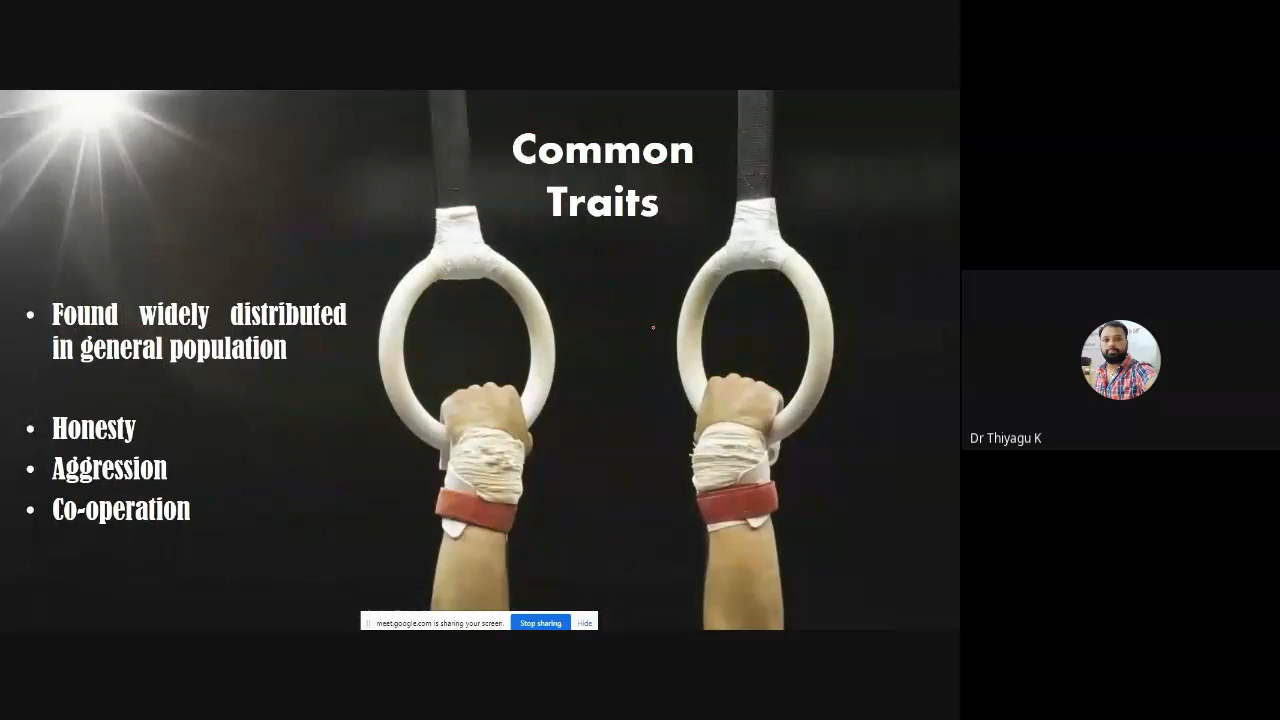 Common
Traits
• Found widely distributed
in general population
• Honesty
• Aggression
• Co-operation
meet.google.com is sharing your screen.
Stop sharing
Hide
Dr Thiyagu K